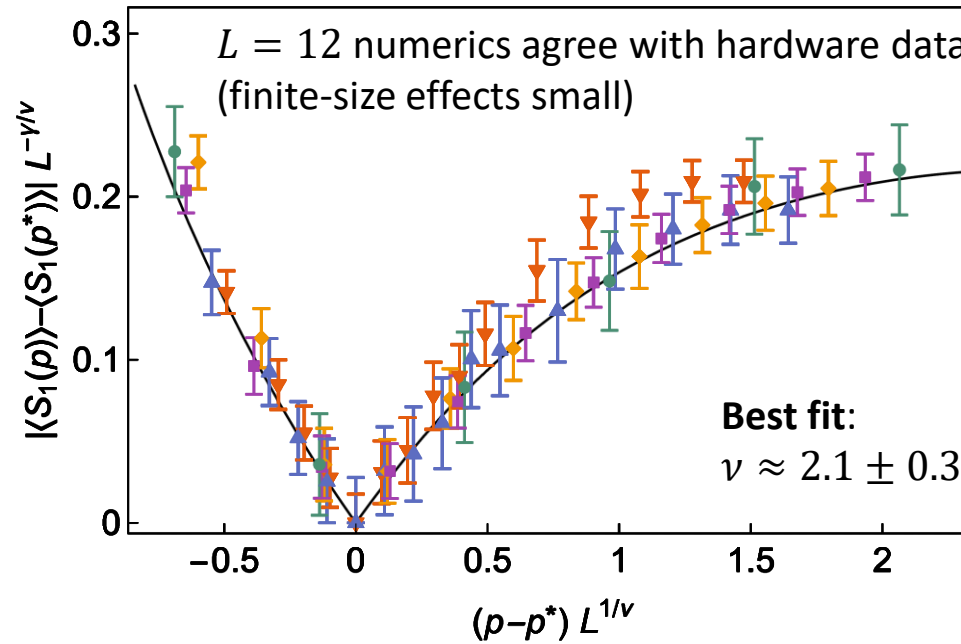 L = 12 numerics agree with hardware data
(finite-size effects small)
0.3
0.2
0.1
0
|⟨S₁(p)⟩−⟨S₁(p*)⟩| L^{-γ/ν}
Best fit:
ν ≈ 2.1 ± 0.3
−0.5 0 0.5 1 1.5 2
(p−p*) L^{1/ν}